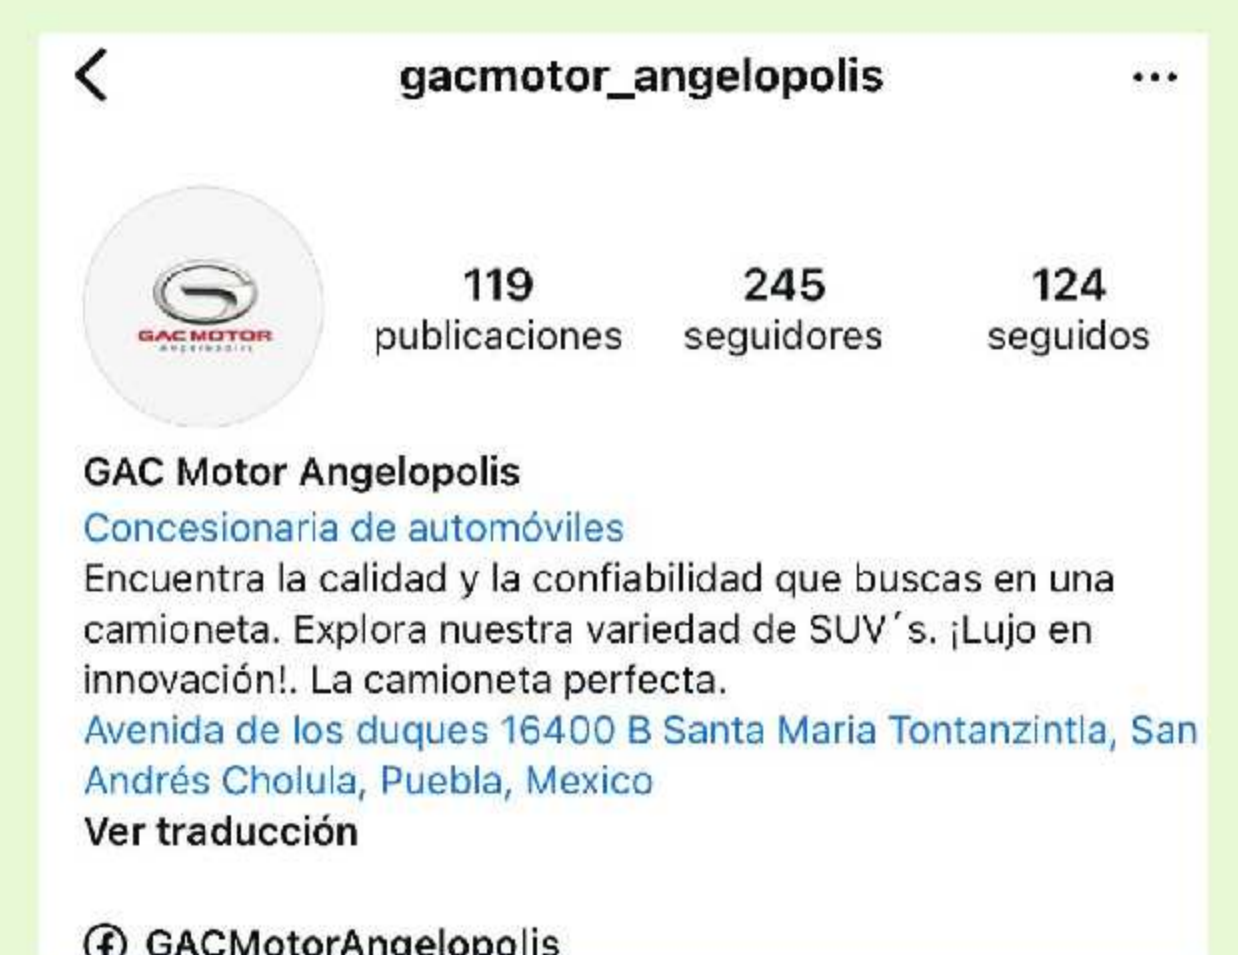 gacmotor_angelopolis
119 245 124
publicaciones seguidores seguidos
GAC MOTOR
GAC Motor Angelopolis
Concesionaria de automóviles
Encuentra la calidad y la confiabilidad que buscas en una
camioneta. Explora nuestra variedad de SUV´s. ¡Lujo en
innovación!. La camioneta perfecta.
Avenida de los duques 16400 B Santa Maria Tontanzintla, San
Andrés Cholula, Puebla, Mexico
Ver traducción
GACMotorAngelopolis